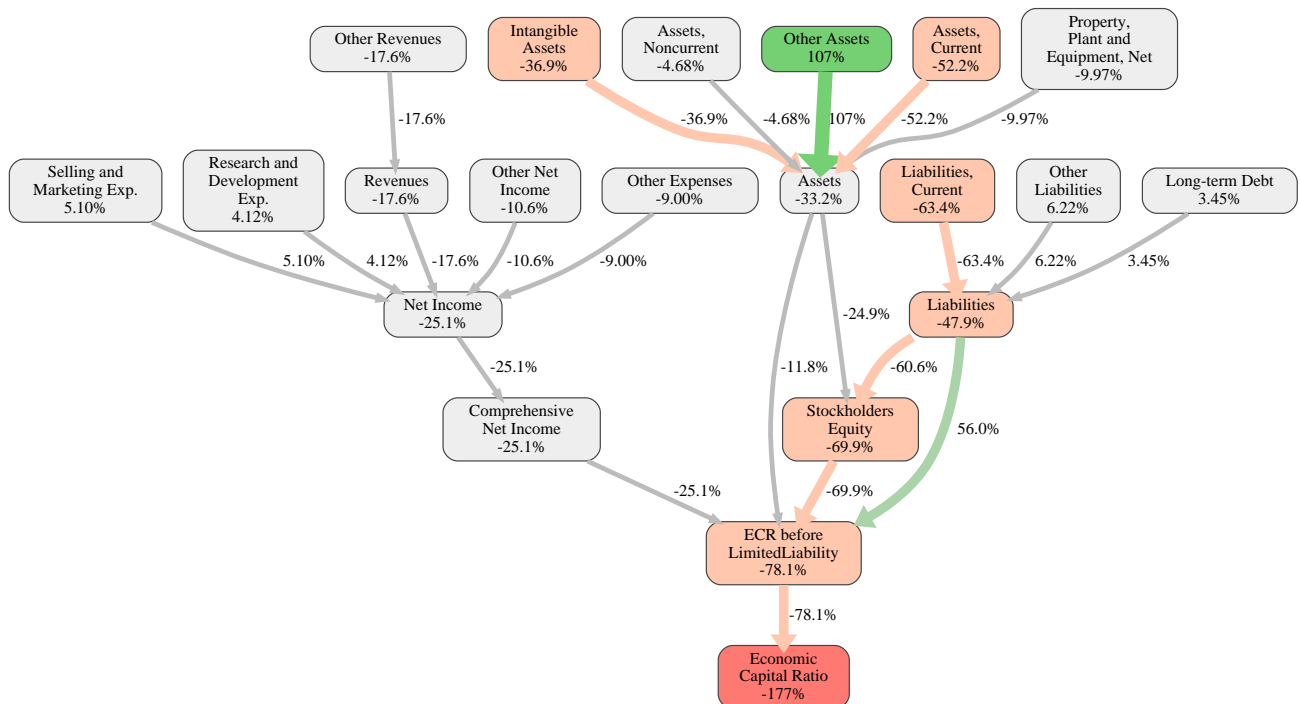 Other Revenues
-17.6%
Intangible
Assets
-36.9%
Assets,
Noncurrent
-4.68%
Other Assets
107%
Assets,
Current
-52.2%
Property,
Plant and
Equipment, Net
-9.97%
-17.6%
-36.9%
-4.68%
107%
-52.2%
-9.97%
Selling and
Marketing Exp.
5.10%
Research and
Development
Exp.
4.12%
Revenues
-17.6%
Other Net
Income
-10.6%
Other Expenses
-9.00%
Assets
-33.2%
Liabilities,
Current
-63.4%
Other
Liabilities
6.22%
Long-term Debt
3.45%
5.10%
4.12%
-17.6%
-10.6%
-9.00%
-63.4%
6.22%
3.45%
Net Income
-25.1%
-24.9%
Liabilities
-47.9%
-25.1%
-11.8%
-60.6%
Comprehensive
Net Income
-25.1%
Stockholders
Equity
-69.9%
56.0%
-25.1%
-69.9%
ECR before
LimitedLiability
-78.1%
-78.1%
Economic
Capital Ratio
-177%